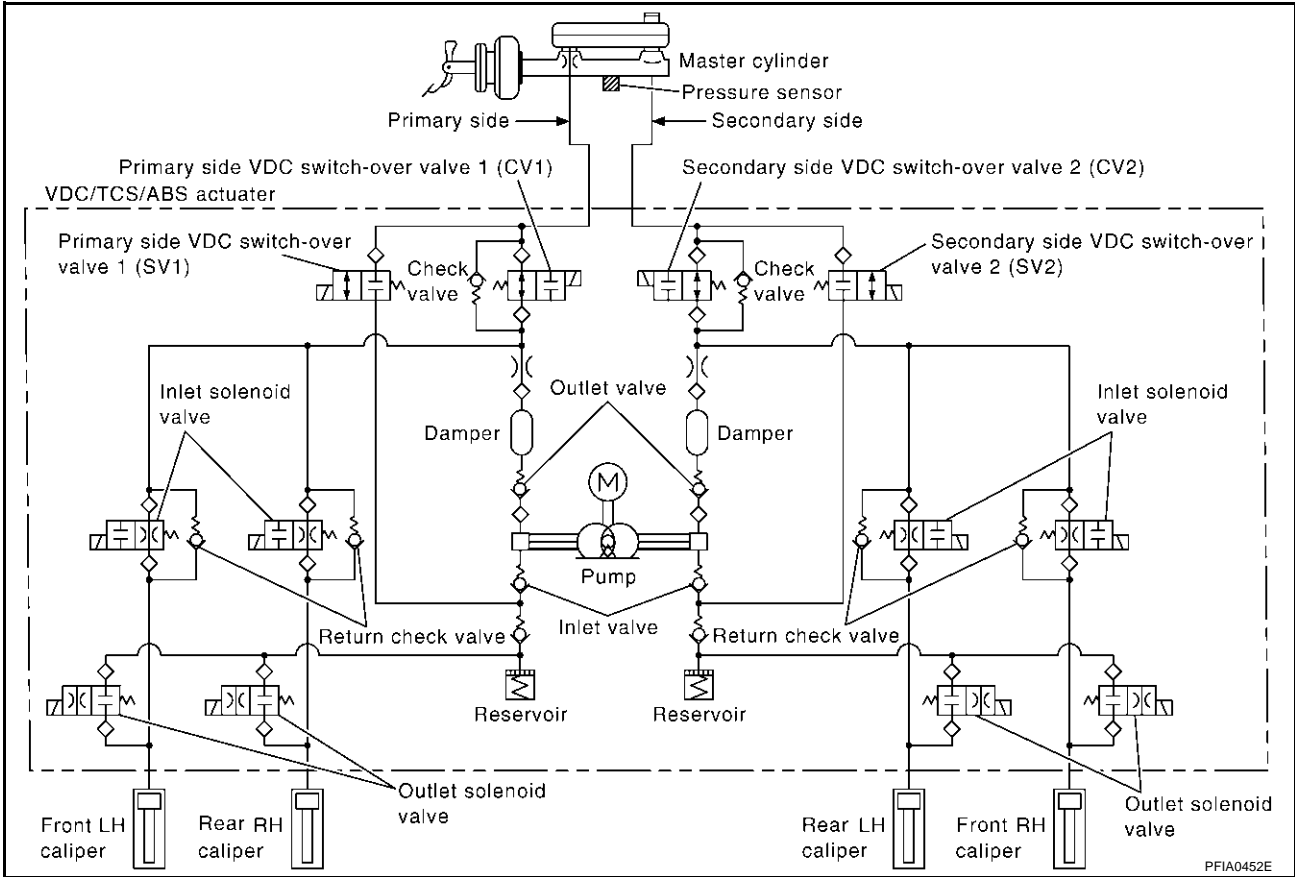 Master cylinder
Pressure sensor
Primary side
Secondary side
Primary side VDC switch-over valve 1 (CV1)
Secondary side VDC switch-over valve 2 (CV2)
VDC/TCS/ABS actuater
Primary side VDC switch-over
valve 1 (SV1)
Check
valve
Check
valve
Secondary side VDC switch-over
valve 2 (SV2)
Inlet solenoid
valve
Outlet valve
Inlet solenoid
valve
Damper
Damper
M
Pump
Return check valve
Inlet valve
Return check valve
Reservoir
Reservoir
Outlet solenoid
valve
Outlet solenoid
valve
Front LH
caliper
Rear RH
caliper
Rear LH
caliper
Front RH
caliper
PFIA0452E